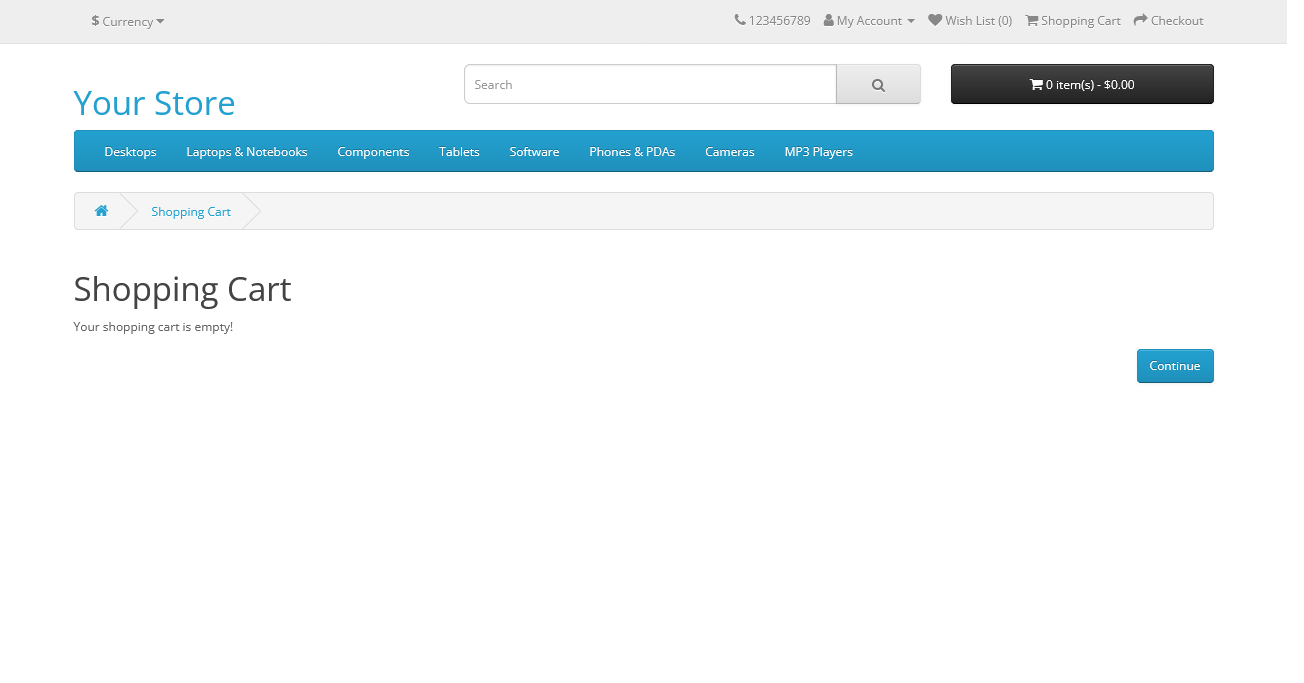 $ Currency 123456789 My Account Wish List (0) Shopping Cart Checkout
Your Store Search 0 item(s) - $0.00
Desktops Laptops & Notebooks Components Tablets Software Phones & PDAs Cameras MP3 Players
Shopping Cart
Shopping Cart
Your shopping cart is empty!
Continue